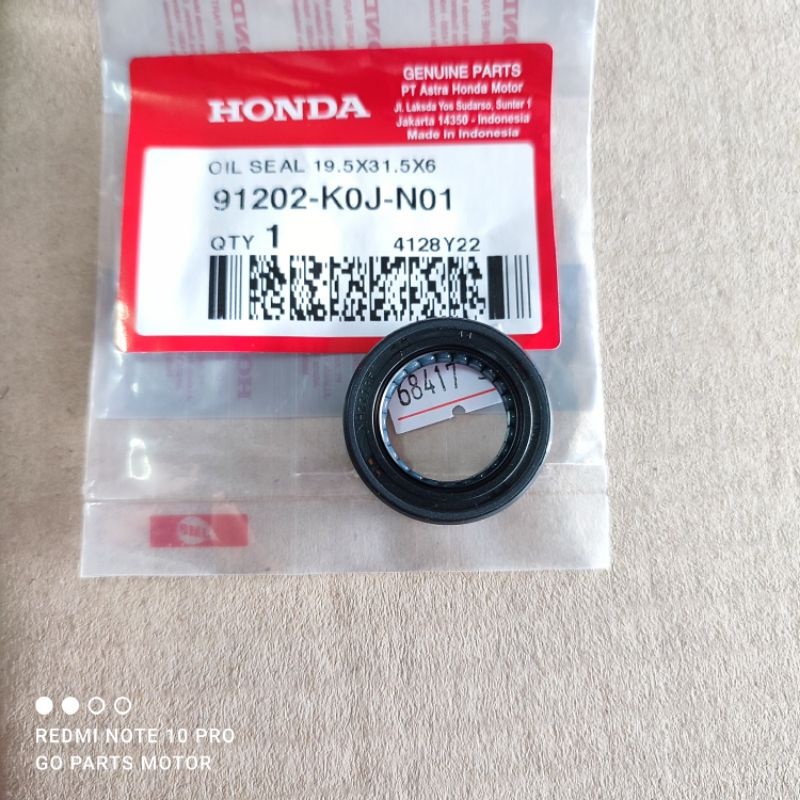 GENUINE PARTS
PT Astra Honda Motor
Jl. Laksda Yos Sudarso, Sunter 1
Jakarta 14350 - Indonesia
Made in Indonesia
HONDA
OIL SEAL 19.5X31.5X6
91202-K0J-N01
QTY 1
4128Y22
68417
HONDA
REDMI NOTE 10 PRO
GO PARTS MOTOR